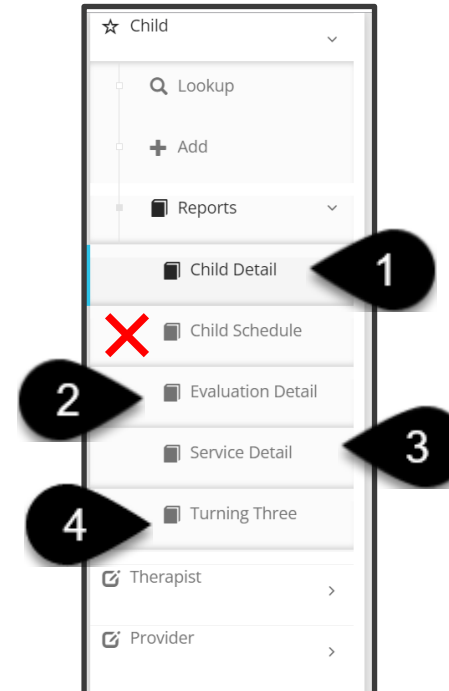 Child
Lookup
Add
Reports
Child Detail
1
Child Schedule
2
Evaluation Detail
Service Detail
3
4
Turning Three
Therapist
Provider